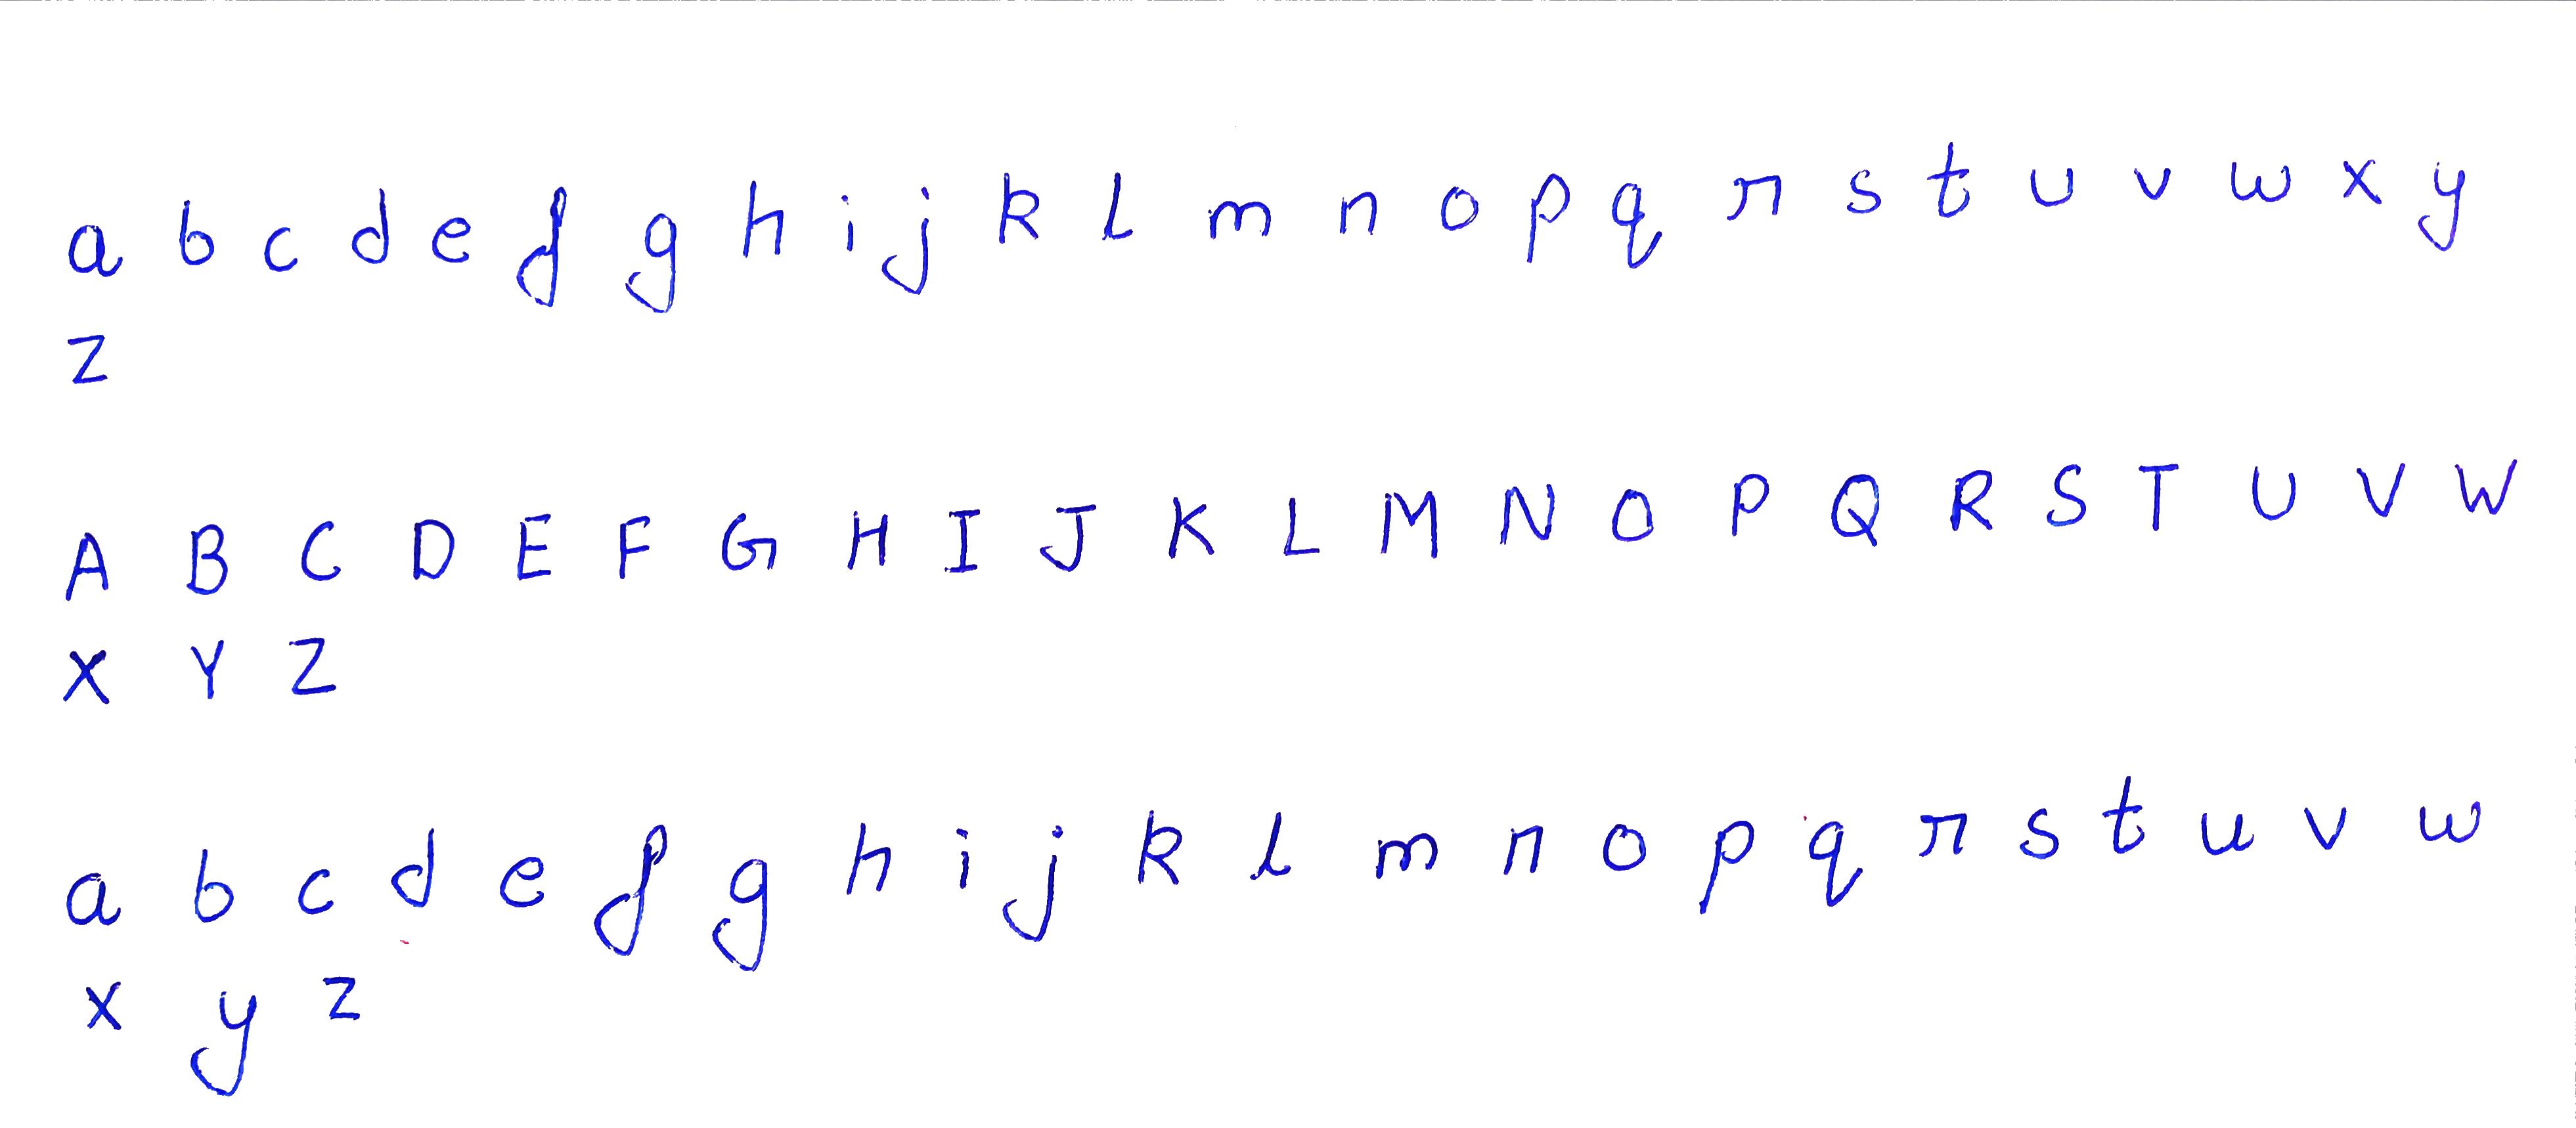 a b c d e f g h i j k l m n o p q r s t u v w x y
z
A B C D E F G H I J K L M N O P Q R S T U V W
X Y Z
a b c d e f g h i j k l m n o p q r s t u v w
x y z